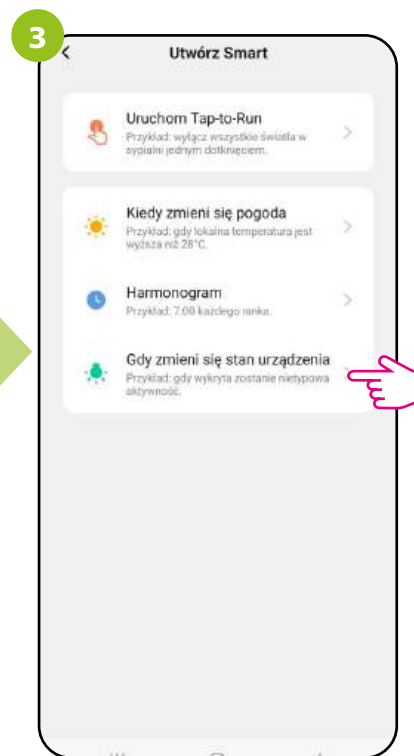 3
Utwórz Smart
Uruchom Tap-to-Run
Przykład: wyłącz wszystkie światła w
sypialni jednym dotknięciem.
Kiedy zmieni się pogoda
Przykład: gdy lokalna temperatura jest
wyższa niż 28°C.
Harmonogram
Przykład: 7:00 każdego ranka.
Gdy zmieni się stan urządzenia
Przykład: gdy wykryta zostanie nietypowa
aktywność.